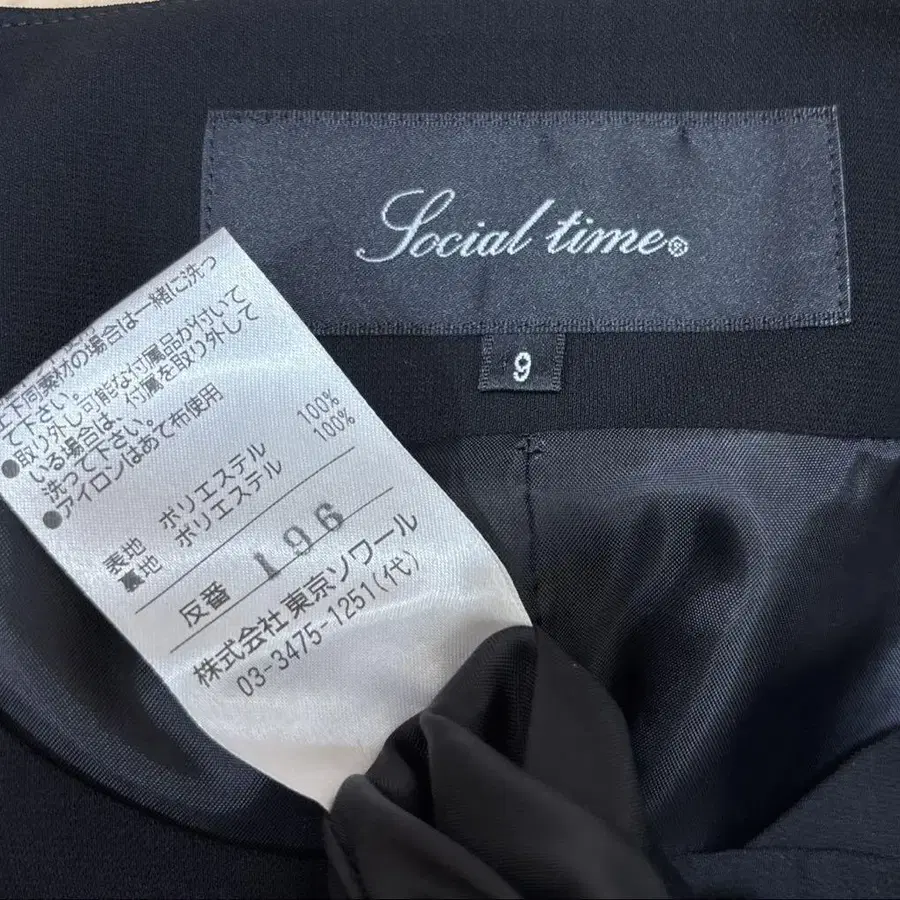 Social time®
9
上下同素材の場合は一緒に洗っ
て下さい。
●取り外し可能な付属品が付いて
いる場合は、付属を取り外して
洗って下さい。
●アイロンはあて布使用
表地 ポリエステル 100%
裏地 ポリエステル 100%
反番 196
株式会社 東京ソワール
03-3475-1251(代)